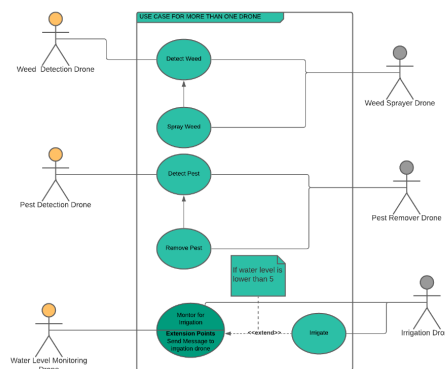 USE CASE FOR MORE THAN ONE DRONE
Detect Weed
Weed Detection Drone
Weed Sprayer Drone
Spray Weed
Detect Pest
Pest Detection Drone
Pest Remover Drone
Remove Pest
If water level is
lower than 5
Monitor for
Irrigation
Extension Points
Send Message to
irrigation drone
<<extend>>
Irrigate
Irrigation Dro
Water Level Monitoring
Drone